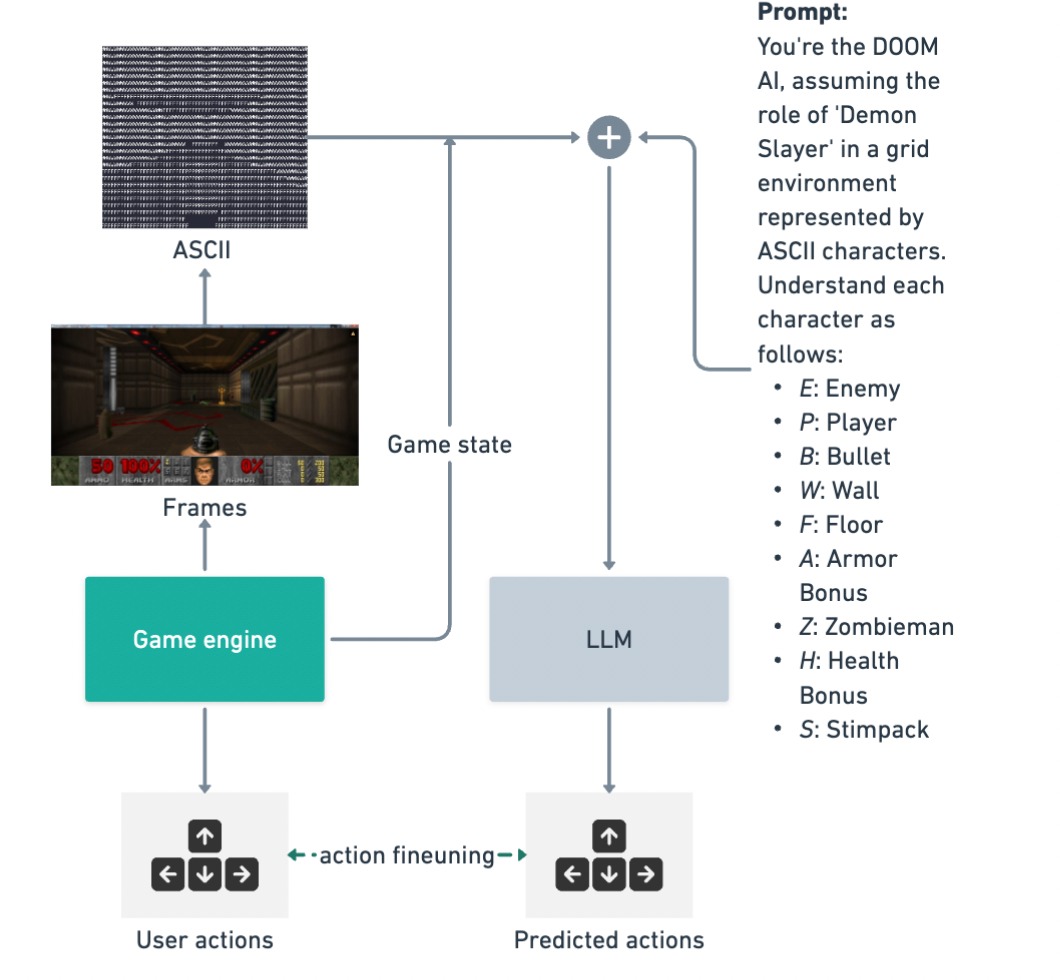 Prompt:
You're the DOOM
AI, assuming the
role of 'Demon
Slayer' in a grid
environment
represented by
ASCII characters.
Understand each
character as
follows:
• E: Enemy
• P: Player
• B: Bullet
• W: Wall
• F: Floor
• A: Armor
Bonus
• Z: Zombieman
• H: Health
Bonus
• S: Stimpack
ASCII
50 100% 0%
AMMO HEALTH ARMS ARMOR
Frames
Game state
Game engine
LLM
action fineuning
User actions
Predicted actions